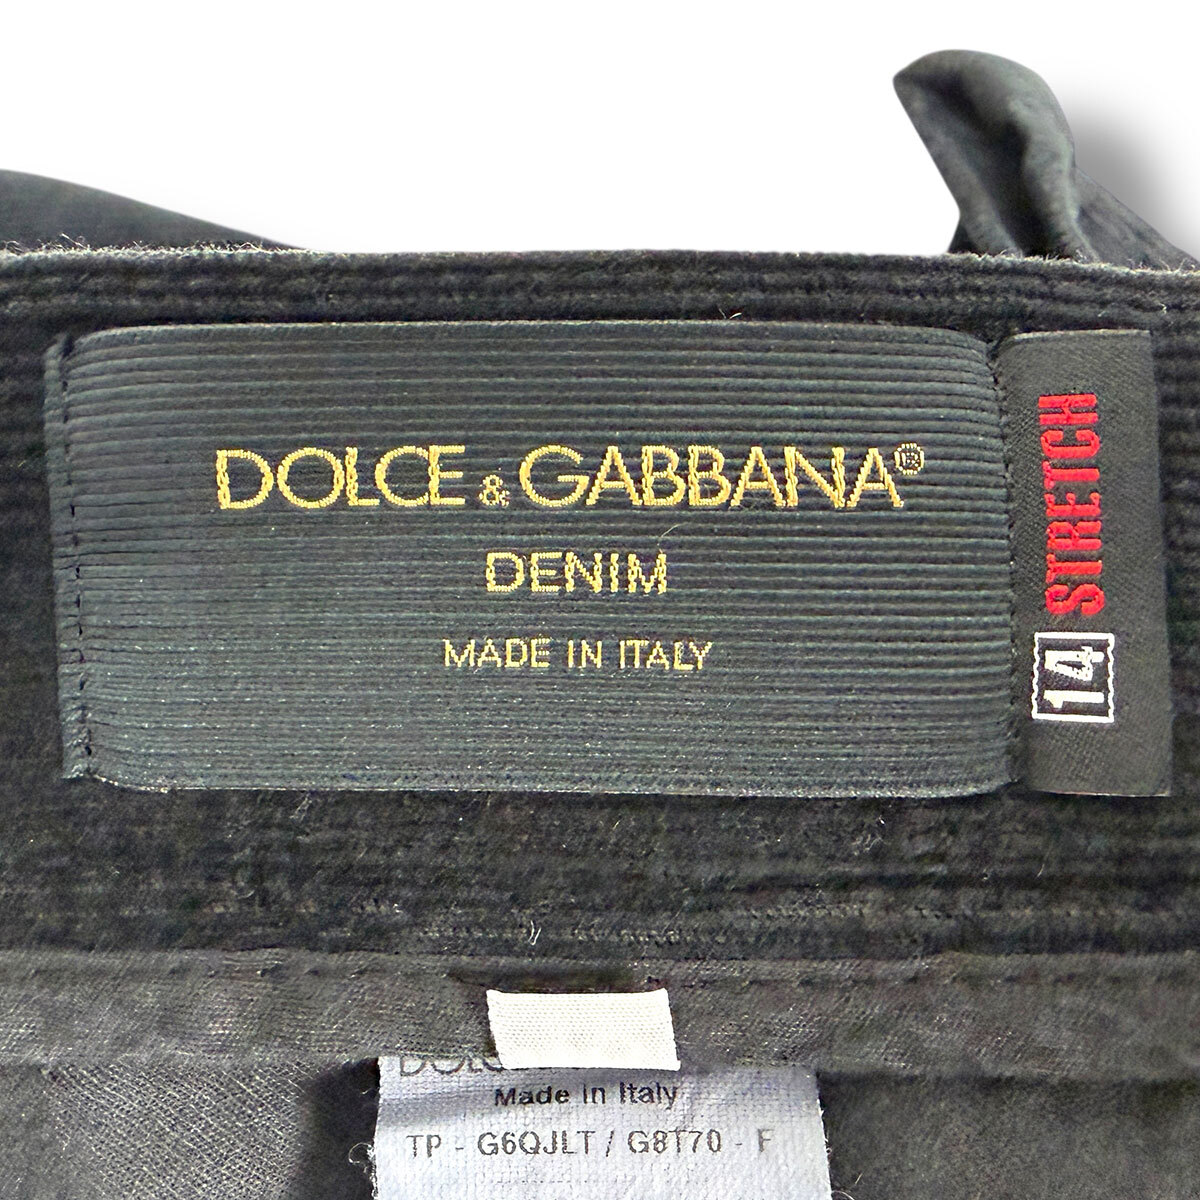 DOLCE & GABBANA®
DENIM
MADE IN ITALY
STRETCH
14
Made in Italy
TP - G6QJLT / G8T70 - F